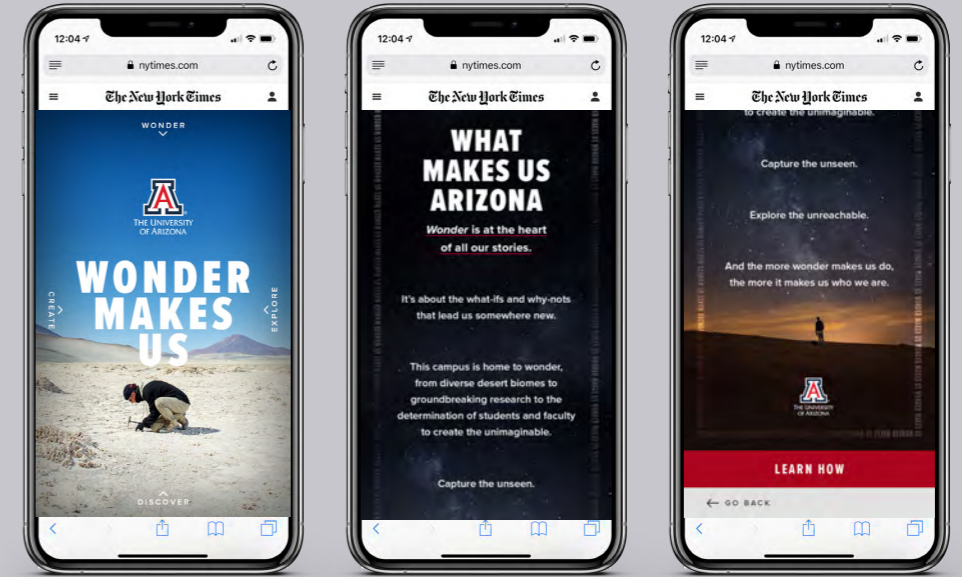 12:04
nytimes.com
The New York Times
WONDER
A
THE UNIVERSITY
OF ARIZONA
WONDER
MAKES
US
CREATE
EXPLORE
DISCOVER
12:04
nytimes.com
The New York Times
WHAT
MAKES US
ARIZONA
Wonder is at the heart
of all our stories.
It's about the what-ifs and why-nots
that lead us somewhere new.
This campus is home to wonder,
from diverse desert biomes to
groundbreaking research to the
determination of students and faculty
to create the unimaginable.
Capture the unseen.
12:04
nytimes.com
The New York Times
to create the unimaginable.
Capture the unseen.
Explore the unreachable.
And the more wonder makes us do,
the more it makes us who we are.
A
THE UNIVERSITY
OF ARIZONA
LEARN HOW
GO BACK